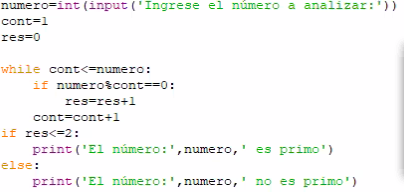 numero=int(input('Ingrese el número a analizar:'))
cont=1
res=0
while cont<=numero:
    if numero%cont==0:
        res=res+1
    cont=cont+1
if res<=2:
    print('El número:',numero,' es primo')
else:
    print('El número:',numero,' no es primo')